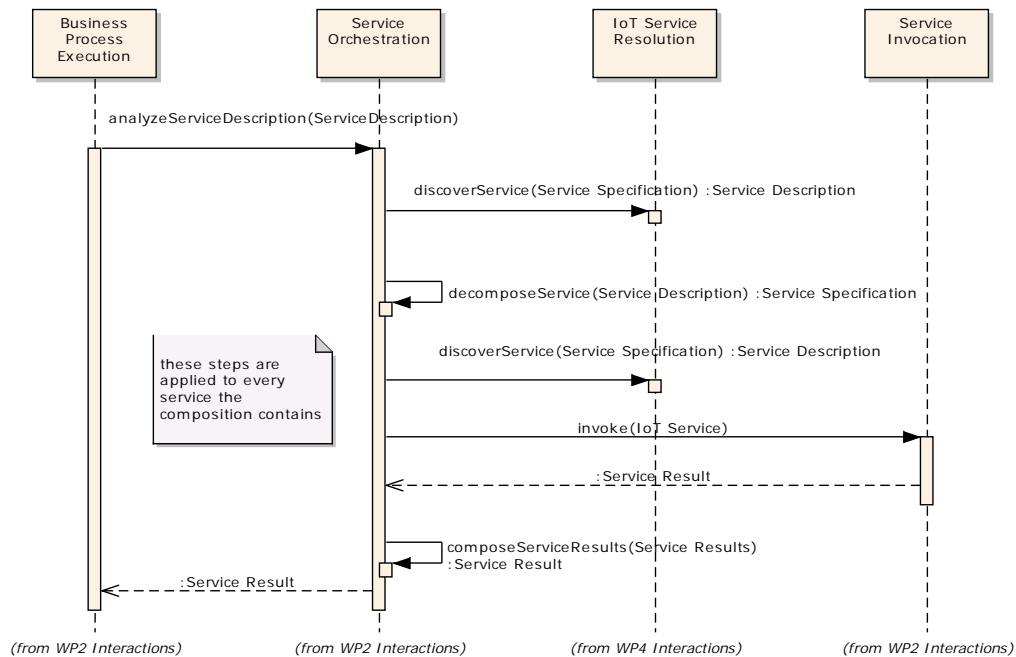 Business
Process
Execution
Service
Orchestration
IoT Service
Resolution
Service
Invocation
analyzeServiceDescription(ServiceDescription)
discoverService(Service Specification) :Service Description
decomposeService(Service Description) :Service Specification
discoverService(Service Specification) :Service Description
these steps are
applied to every
service the
composition contains
invoke(IoT Service)
:Service Result
composeServiceResults(Service Results)
:Service Result
:Service Result
(from WP2 Interactions)
(from WP2 Interactions)
(from WP4 Interactions)
(from WP2 Interactions)